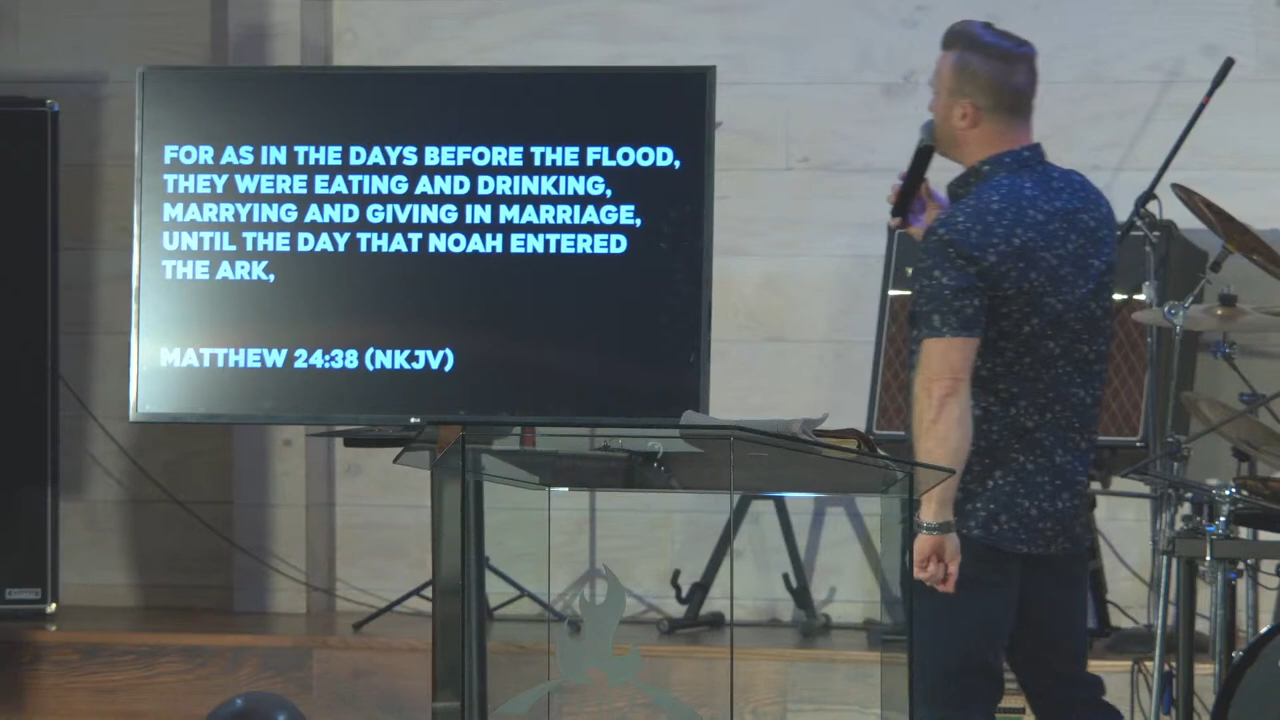 FOR AS IN THE DAYS BEFORE THE FLOOD,
THEY WERE EATING AND DRINKING,
MARRYING AND GIVING IN MARRIAGE,
UNTIL THE DAY THAT NOAH ENTERED
THE ARK,
MATTHEW 24:38 (NKJV)
LG